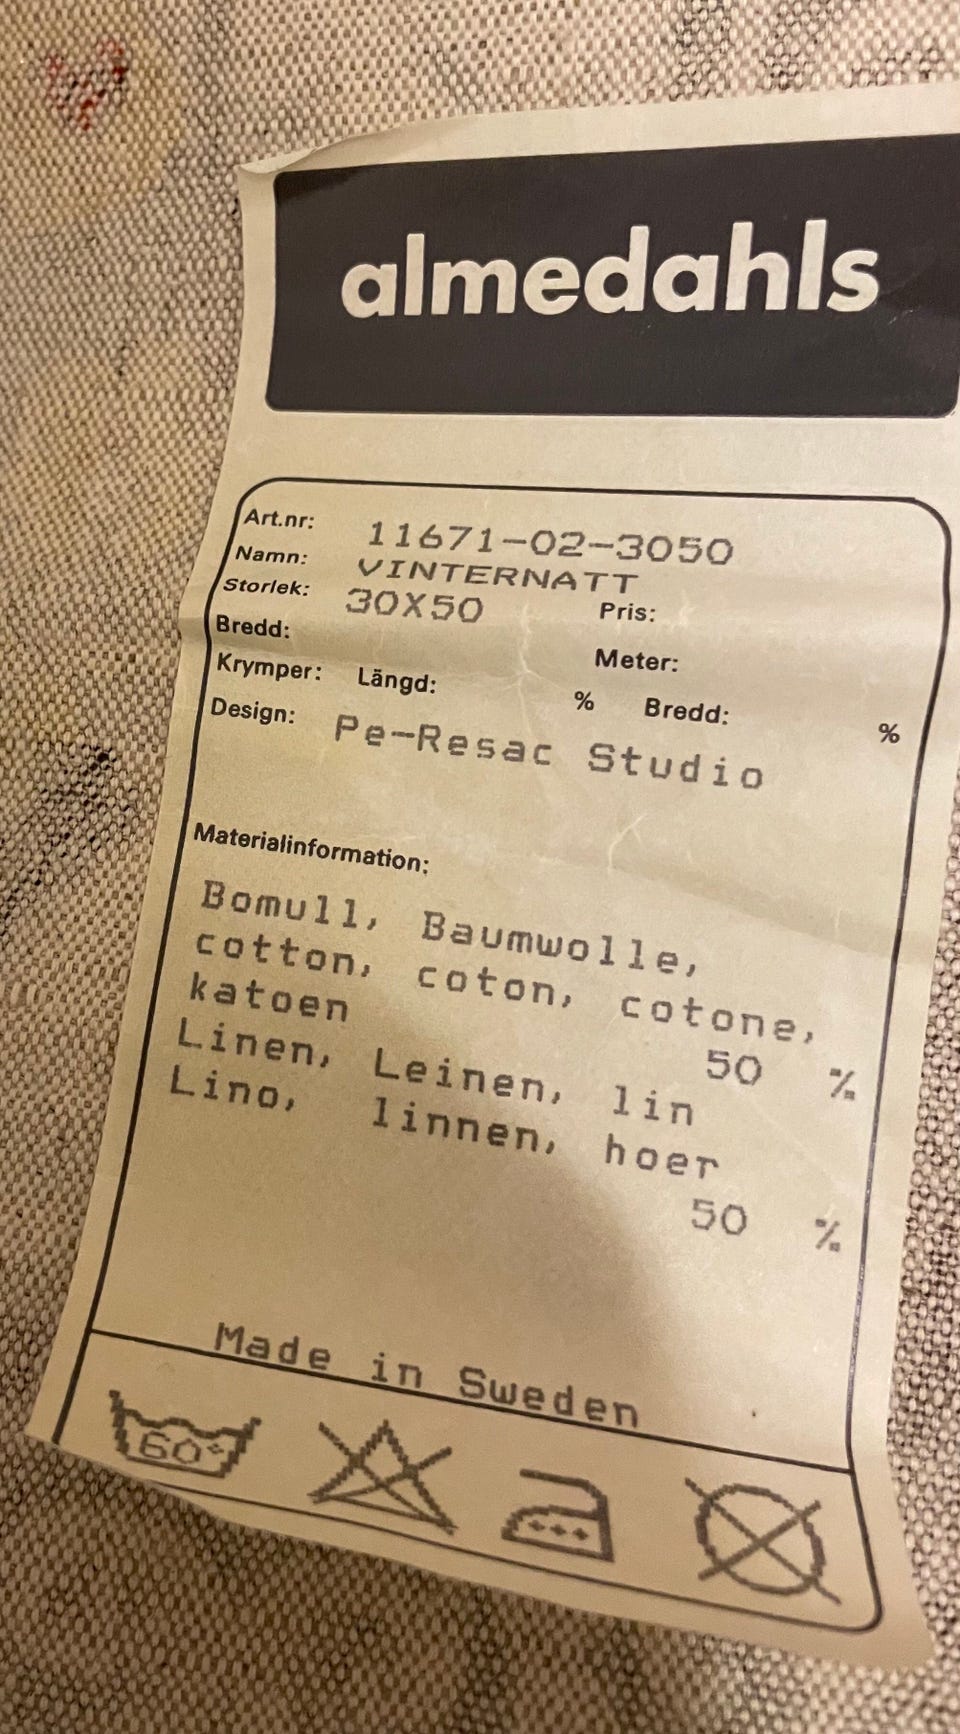 almedahls
Art.nr: 11671-02-3050
Namn: VINTERNATT
Storlek: 30X50 Pris:
Bredd: Meter:
Krymper: Längd: % Bredd: %
Design: Pe-Resac Studio
Materialinformation:
Bomull, Baumwolle,
cotton, coton, cotone,
katoen 50 %
Linen, Leinen, lin
Lino, linnen, hoer
50 %
Made in Sweden
60°